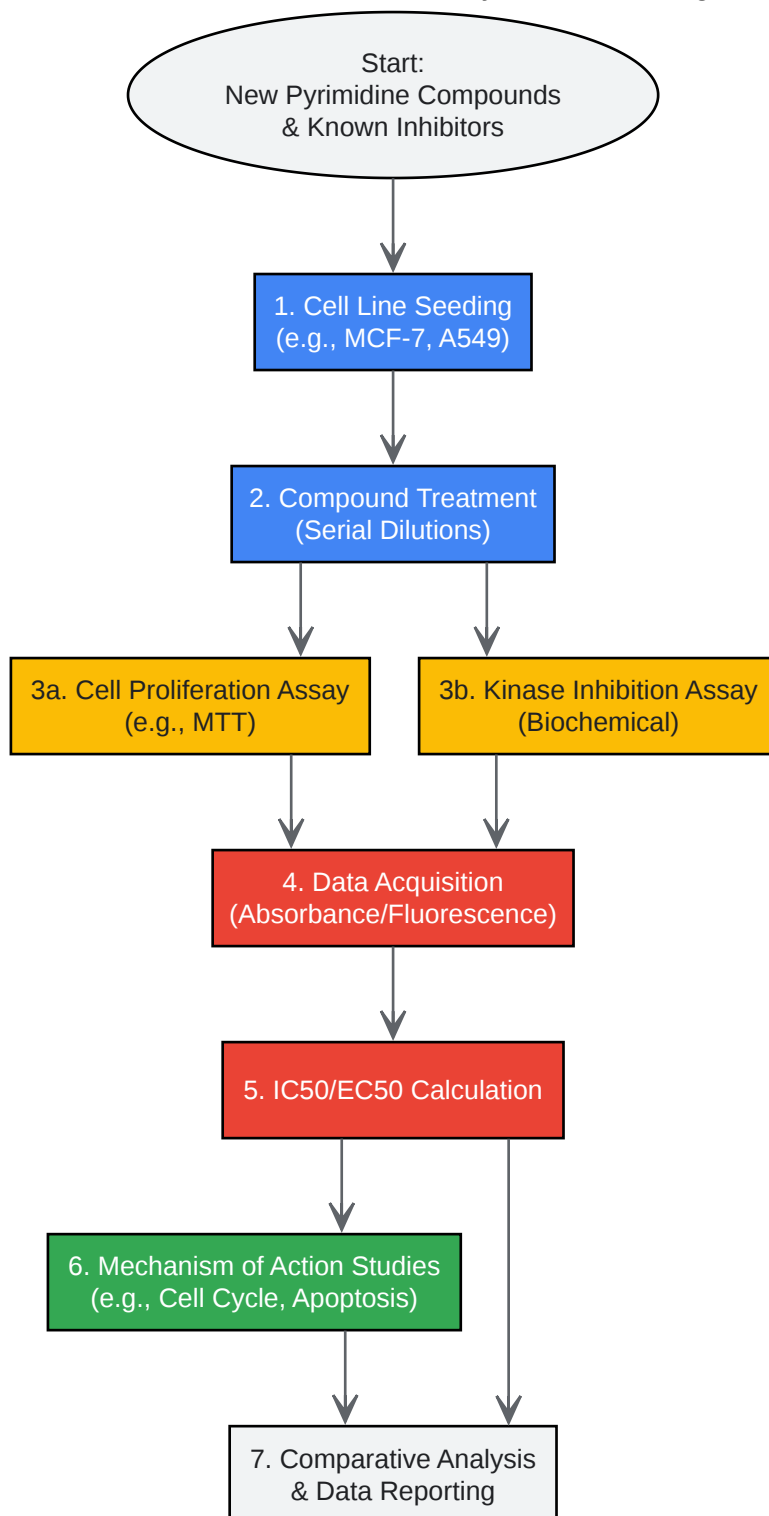 Start:
New Pyrimidine Compounds
& Known Inhibitors
1. Cell Line Seeding
(e.g., MCF-7, A549)
2. Compound Treatment
(Serial Dilutions)
3a. Cell Proliferation Assay
(e.g., MTT)
3b. Kinase Inhibition Assay
(Biochemical)
4. Data Acquisition
(Absorbance/Fluorescence)
5. IC50/EC50 Calculation
6. Mechanism of Action Studies
(e.g., Cell Cycle, Apoptosis)
7. Comparative Analysis
& Data Reporting